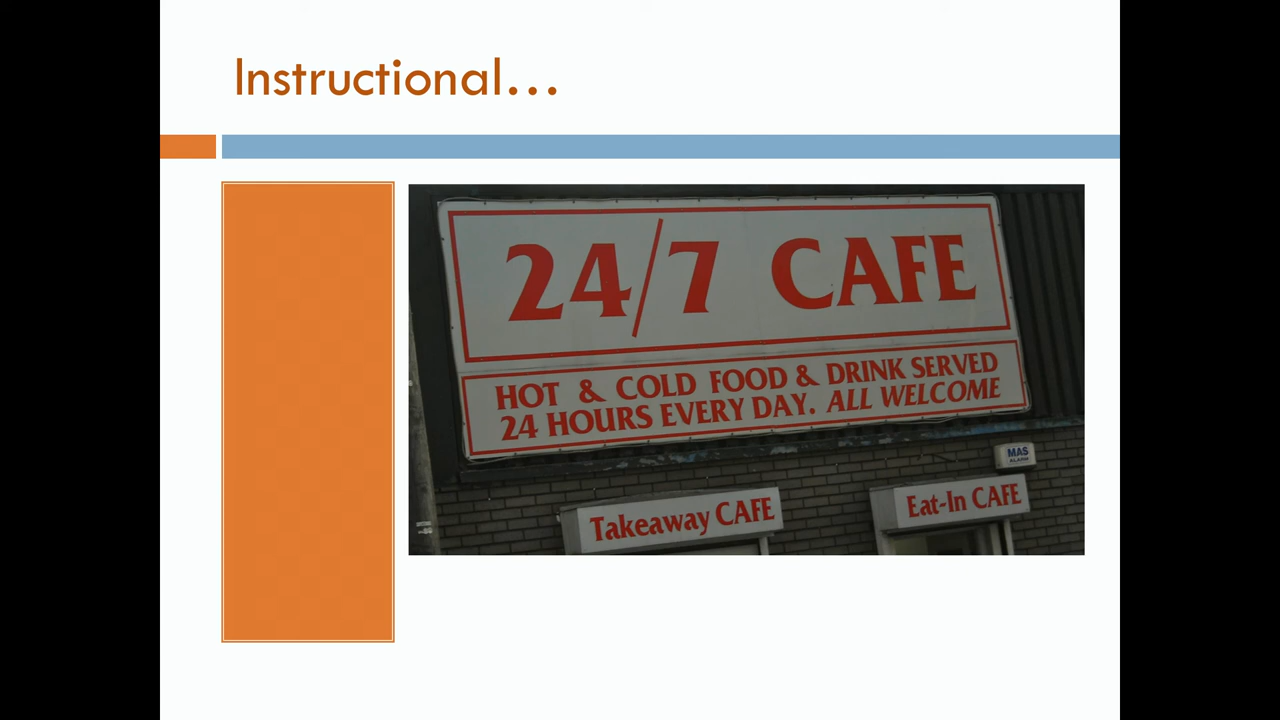 Instructional...
24/7 CAFE
HOT & COLD FOOD & DRINK SERVED
24 HOURS EVERY DAY. ALL WELCOME
MAS
ALARM
Takeaway CAFE
Eat-In CAFE